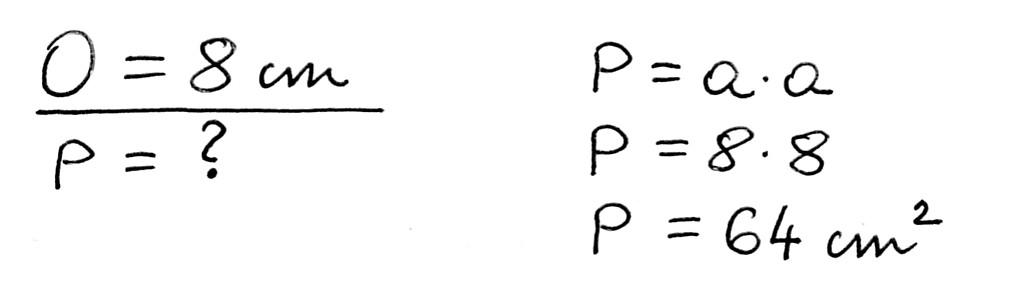 O = 8 cm
P = ?
P = a · a
P = 8 · 8
P = 64 cm²